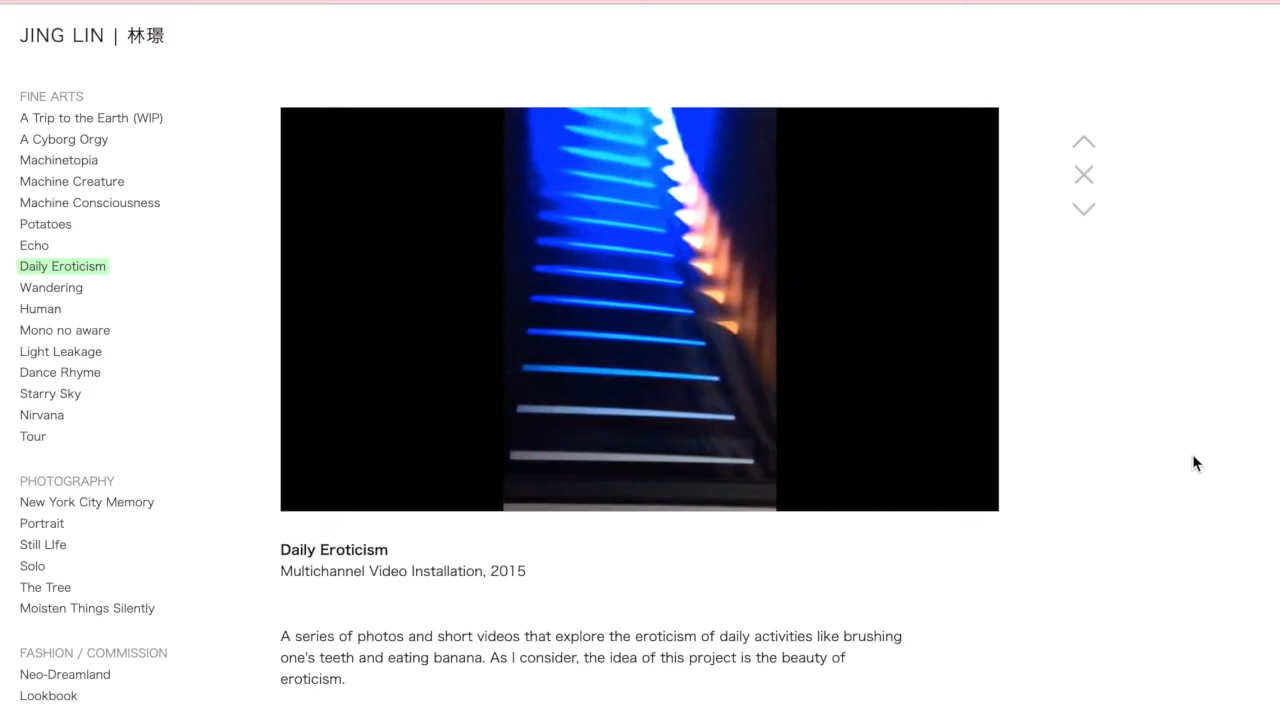 JING LIN | 林璟
FINE ARTS
A Trip to the Earth (WIP)
A Cyborg Orgy
Machinetopia
Machine Creature
Machine Consciousness
Potatoes
Echo
Daily Eroticism
Wandering
Human
Mono no aware
Light Leakage
Dance Rhyme
Starry Sky
Nirvana
Tour
PHOTOGRAPHY
New York City Memory
Portrait
Still LIfe
Solo
The Tree
Moisten Things Silently
FASHION / COMMISSION
Neo-Dreamland
Lookbook
Daily Eroticism
Multichannel Video Installation, 2015
A series of photos and short videos that explore the eroticism of daily activities like brushing
one's teeth and eating banana. As I consider, the idea of this project is the beauty of
eroticism.